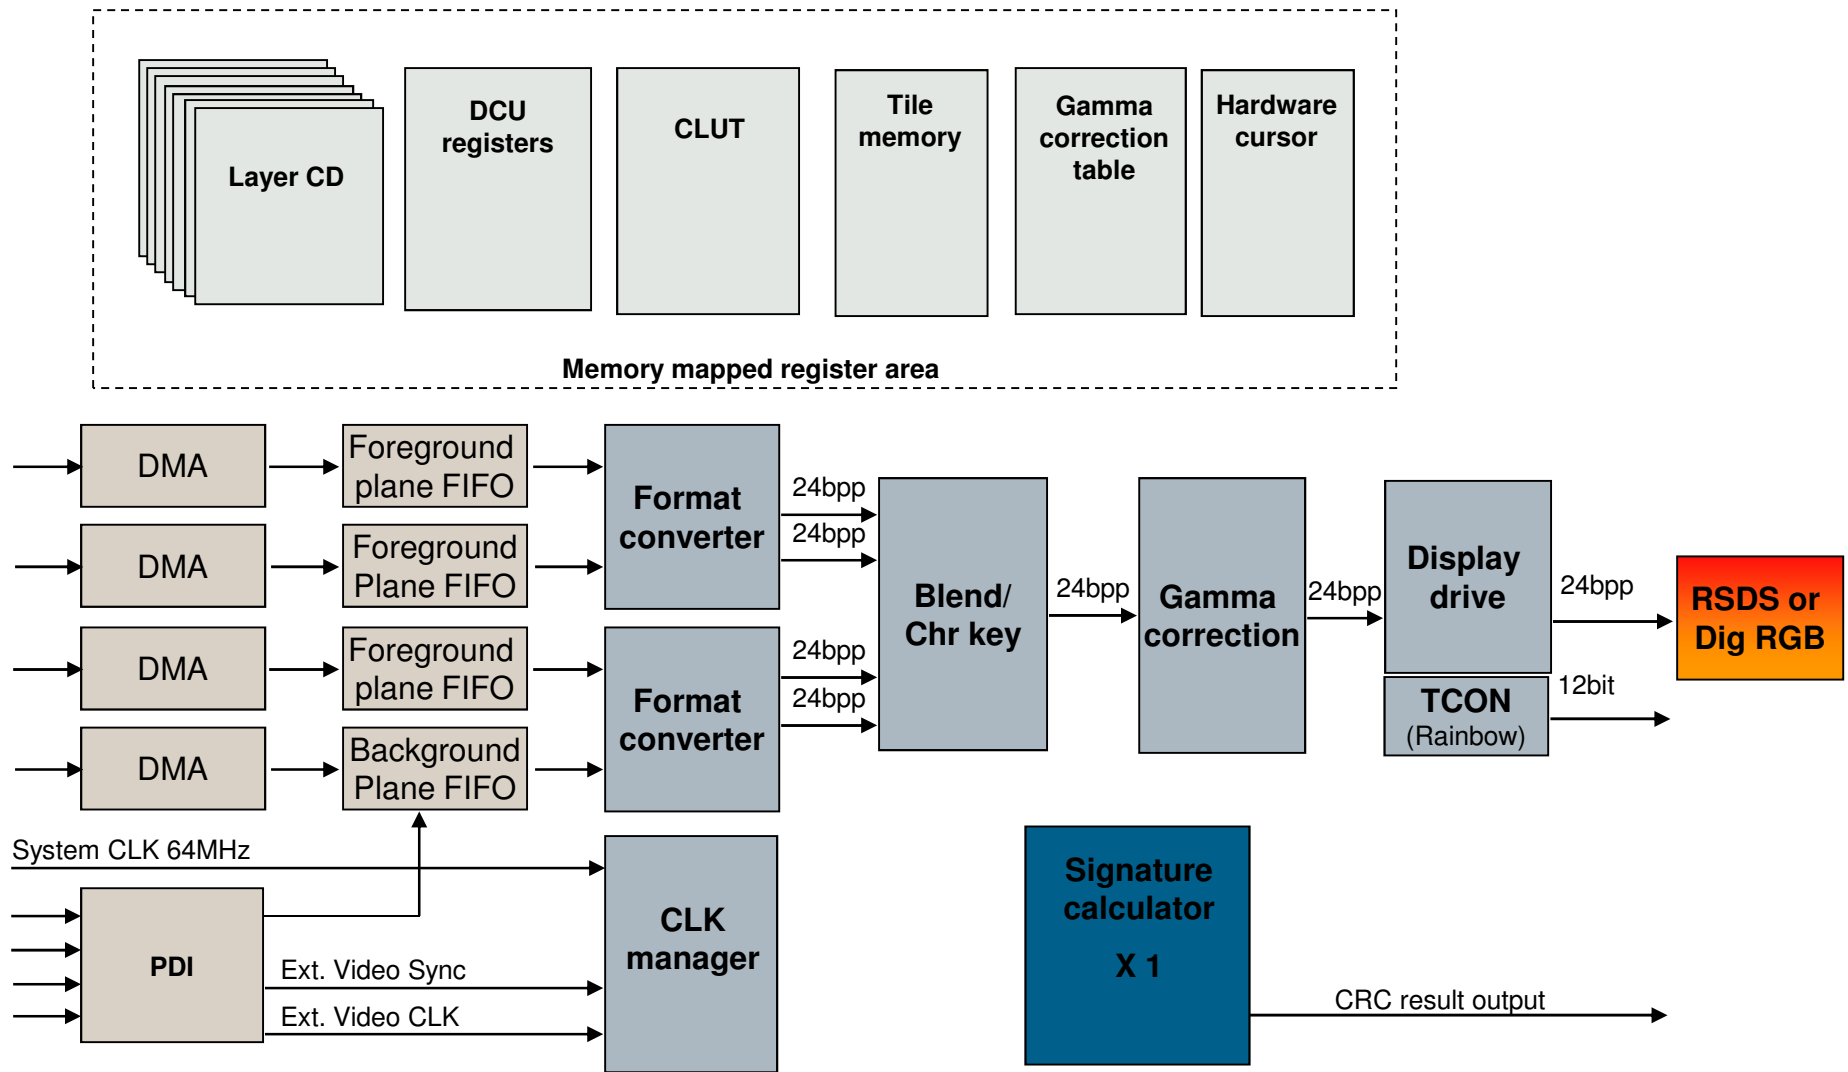 Layer CD
DCU
registers
CLUT
Tile
memory
Gamma
correction
table
Hardware
cursor
Memory mapped register area
DMA
Foreground
plane FIFO
DMA
Foreground
Plane FIFO
DMA
Foreground
plane FIFO
DMA
Background
Plane FIFO
Format
converter
Format
converter
24bpp
24bpp
24bpp
24bpp
Blend/
Chr key
24bpp
Gamma
correction
24bpp
Display
drive
24bpp
RSDS or
Dig RGB
TCON
(Rainbow)
12bit
System CLK 64MHz
PDI
Ext. Video Sync
Ext. Video CLK
CLK
manager
Signature
calculator
X 1
CRC result output